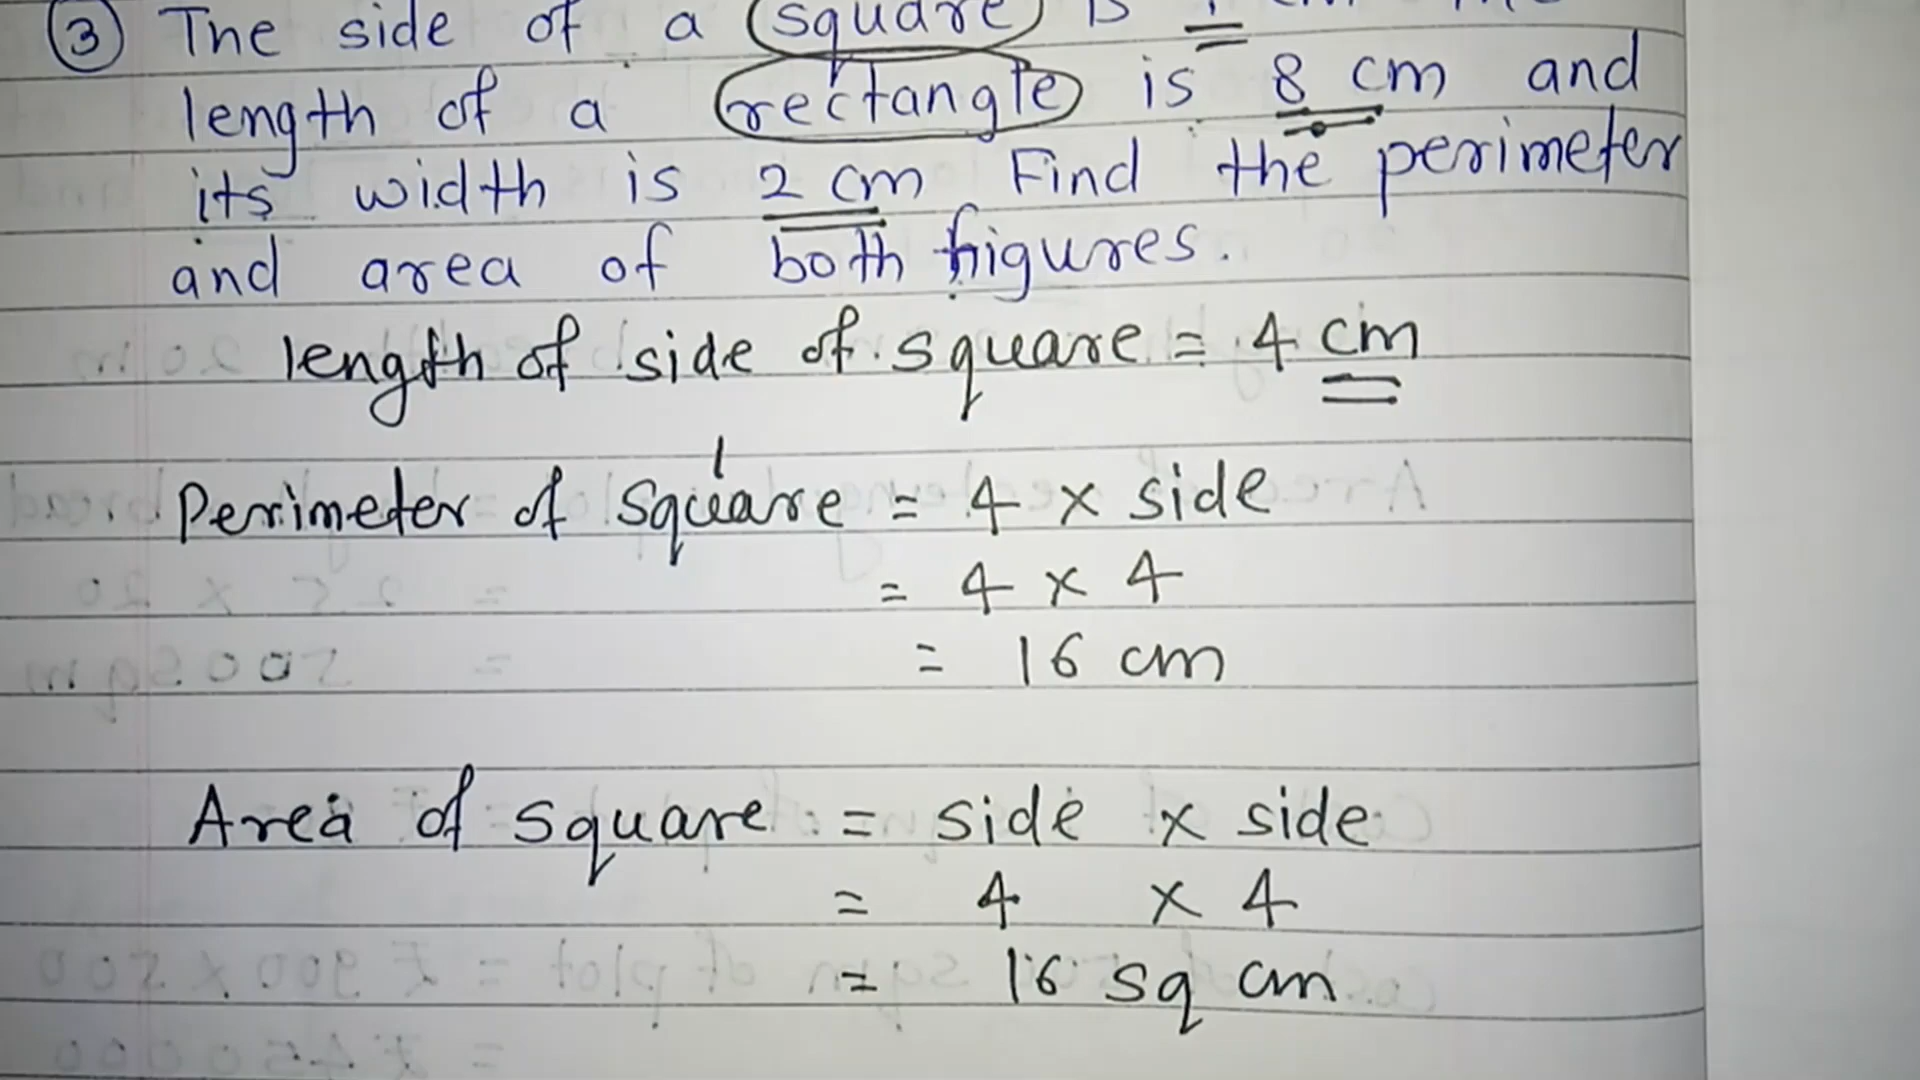 3 The side of a square is
length of a rectangle is 8 cm and
its width is 2 cm Find the perimeter
and area of both figures.
length of side of square = 4 cm
Perimeter of square = 4 x side
= 4 x 4
= 16 cm
Area of square = side x side
= 4 x 4
= 16 sq cm